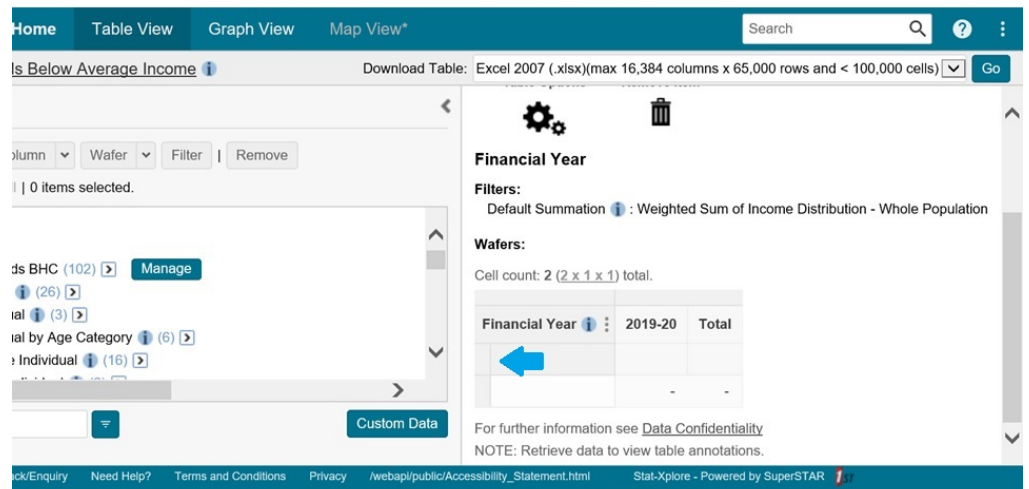 Home Table View Graph View Map View* Search
ls Below Average Income Download Table: Excel 2007 (.xlsx)(max 16,384 columns x 65,000 rows and < 100,000 cells) Go
Wafer Filter | Remove
| 0 items selected.
ds BHC (102) Manage
(26)
(3)
al by Age Category (6)
Individual (16)
Custom Data
Financial Year
Filters:
Default Summation : Weighted Sum of Income Distribution - Whole Population
Wafers:
Cell count: 2 (2 x 1 x 1) total.
Financial Year 2019-20 Total
- -
For further information see Data Confidentiality
NOTE: Retrieve data to view table annotations.
ck/Enquiry Need Help? Terms and Conditions Privacy /webapi/public/Accessibility_Statement.html Stat-Xplore - Powered by SuperSTAR